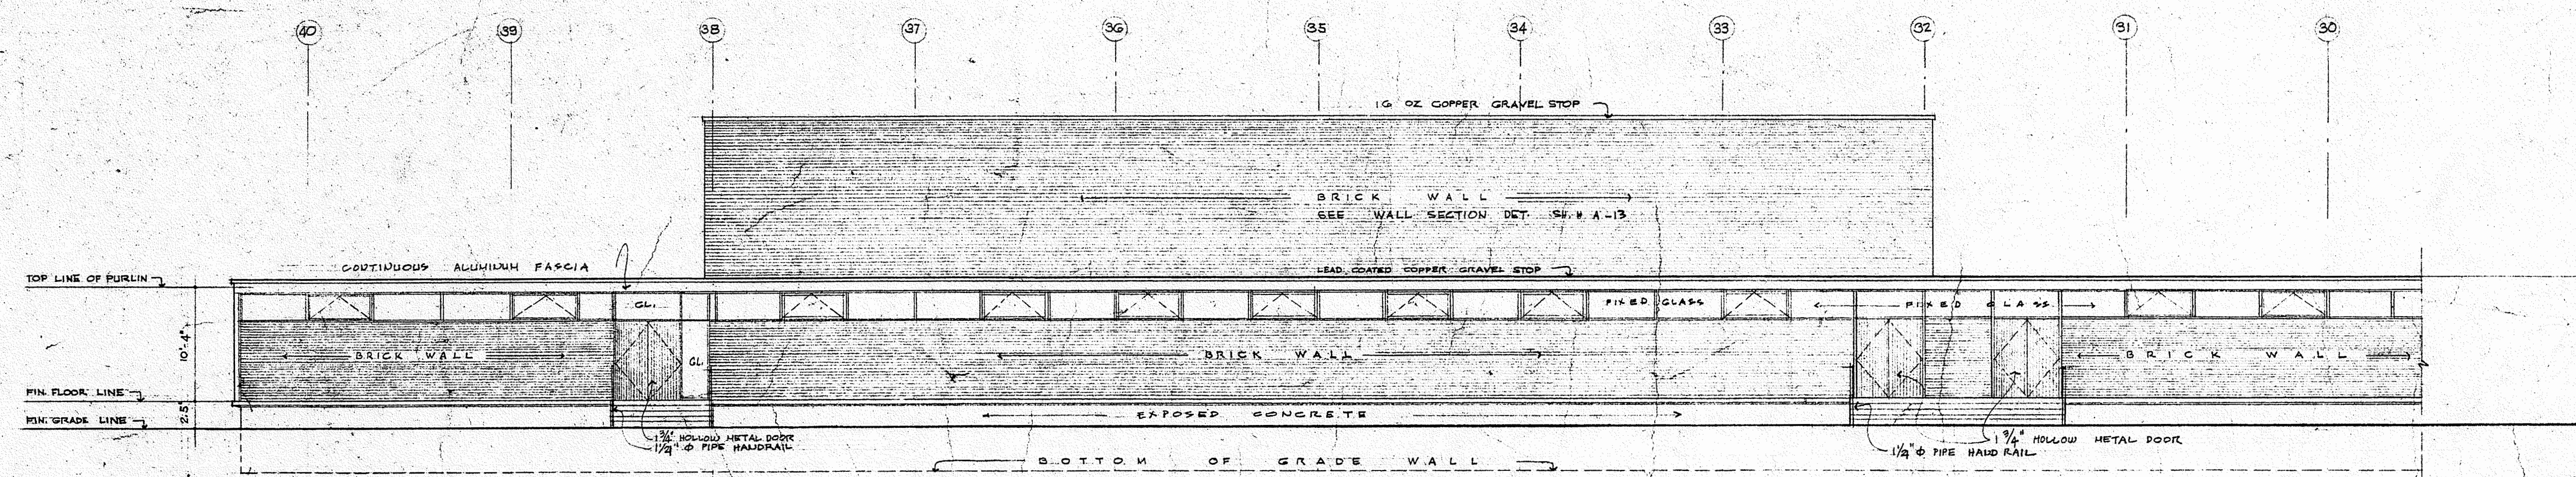 40 39 38 37 36 35 34 33 32 31 30
16 OZ COPPER GRAVEL STOP
BRICK WALL
SEE WALL SECTION DET. SH. # A-13
CONTINUOUS ALUMINUM FASCIA
LEAD COATED COPPER GRAVEL STOP
TOP LINE OF PURLIN
GL.
FIXED GLASS
FIXED GLASS
10'-4"
BRICK WALL
GL.
BRICK WALL
BRICK WALL
FIN. FLOOR LINE
2'-5"
EXPOSED CONCRETE
FIN. GRADE LINE
1 3/4" HOLLOW METAL DOOR
1 1/2" Φ PIPE HANDRAIL
1 3/4" HOLLOW METAL DOOR
1 1/2" Φ PIPE HAND RAIL
BOTTOM OF GRADE WALL